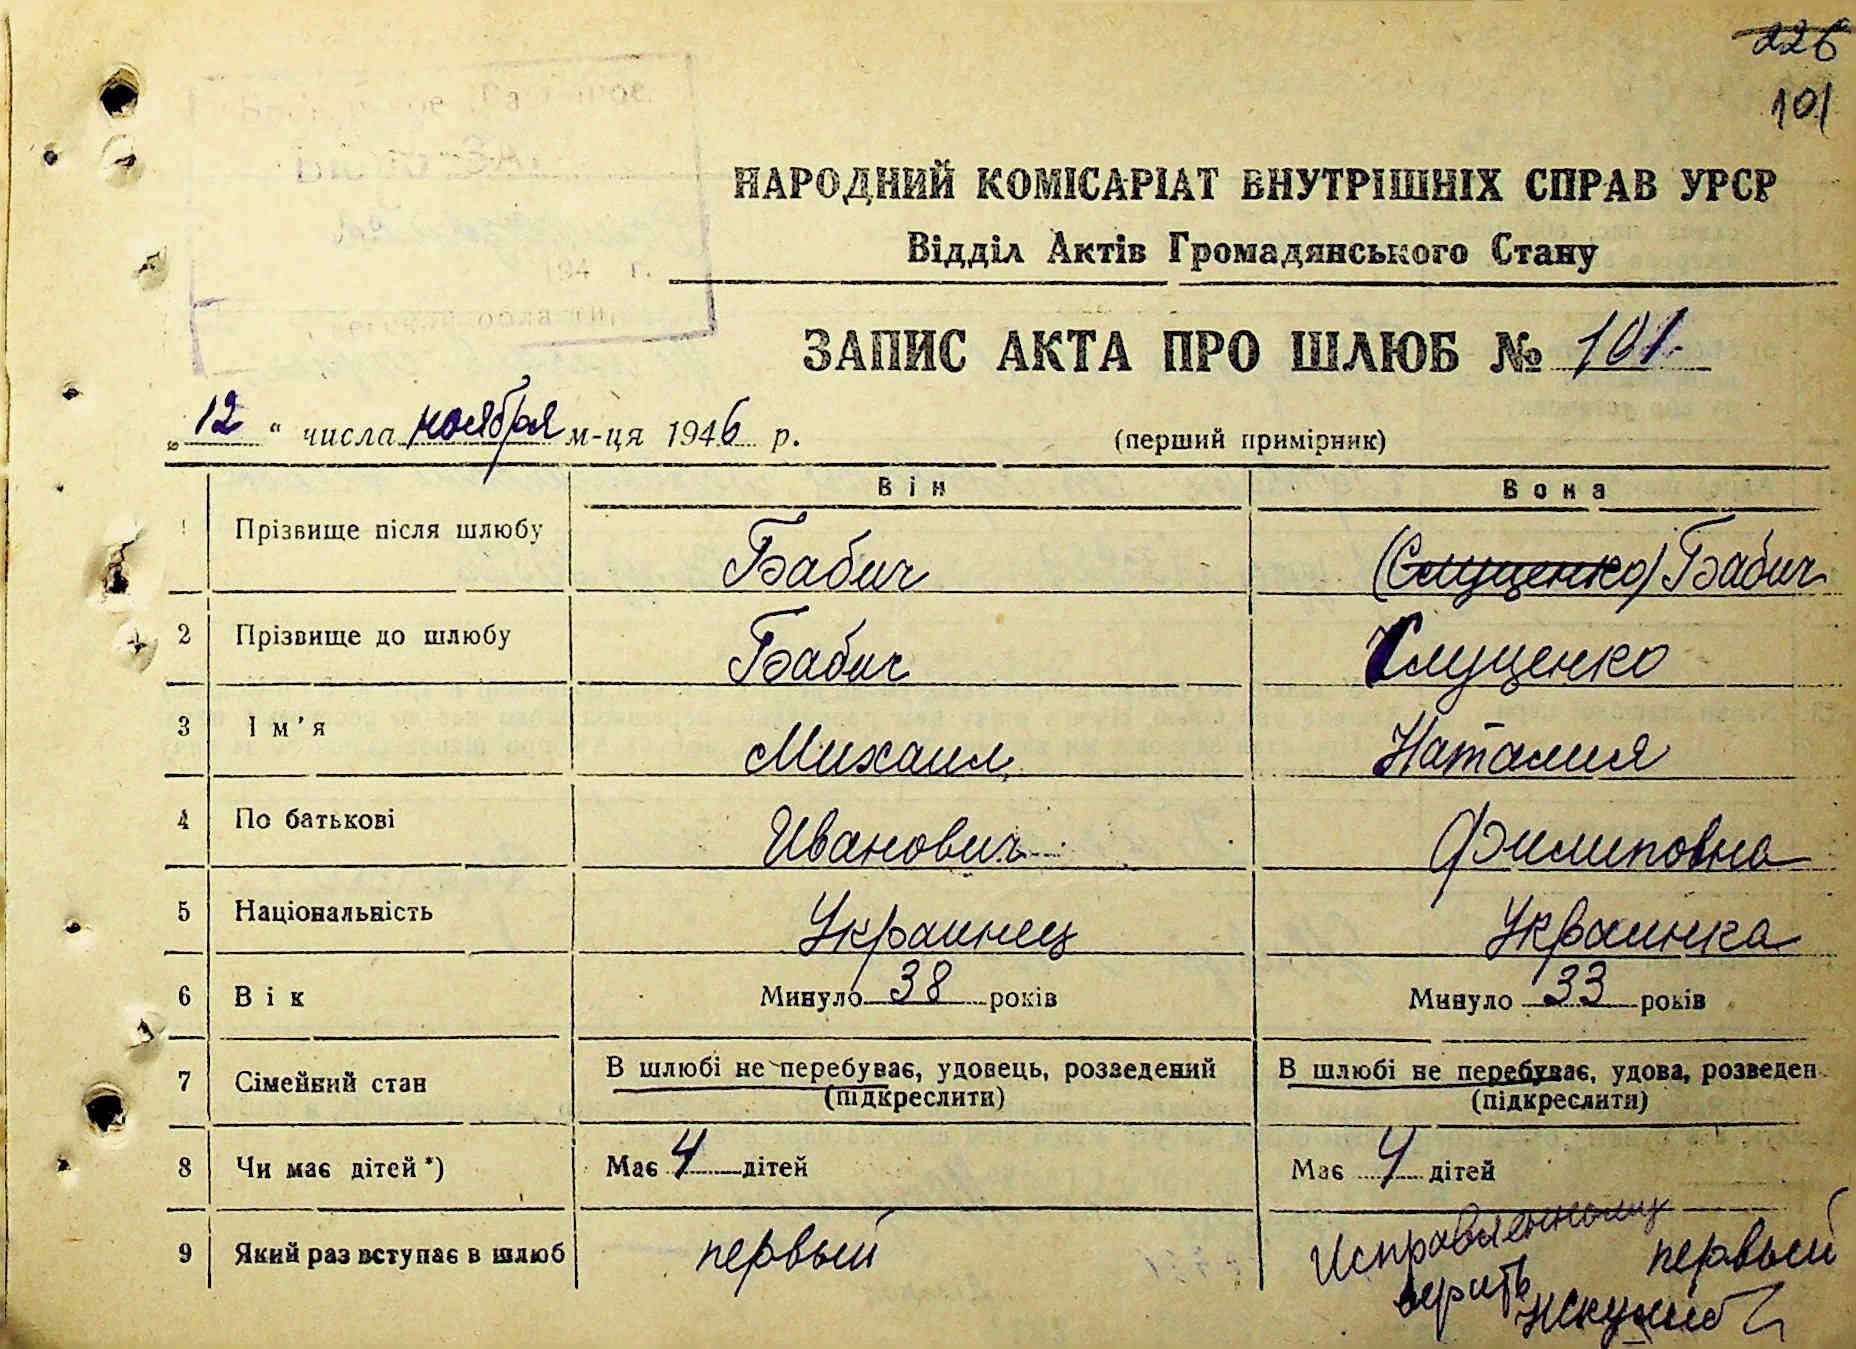 226
101
НАРОДНИЙ КОМІСАРІАТ ВНУТРІШНІХ СПРАВ УРСР
Відділ Актів Громадянського Стану
ЗАПИС АКТА ПРО ШЛЮБ № 101
„12" числа ноября м-ця 1946 р. (перший примірник)
Він Вона
1 Прізвище після шлюбу Бабич (Слущенко) Бабич
2 Прізвище до шлюбу Бабич Слущенко
3 Ім'я Михаил Наталия
4 По батькові Иванович Филиповна
5 Національність Украинец Украинка
6 Вік Минуло 38 років Минуло 33 років
7 Сімейний стан В шлюбі не перебуває, удовець, розведений (підкреслити) В шлюбі не перебуває, удова, розведен (підкреслити)
8 Чи має дітей *) Має 4 дітей Має 4 дітей
9 Який раз вступає в шлюб первый первый
Исправленному
верить